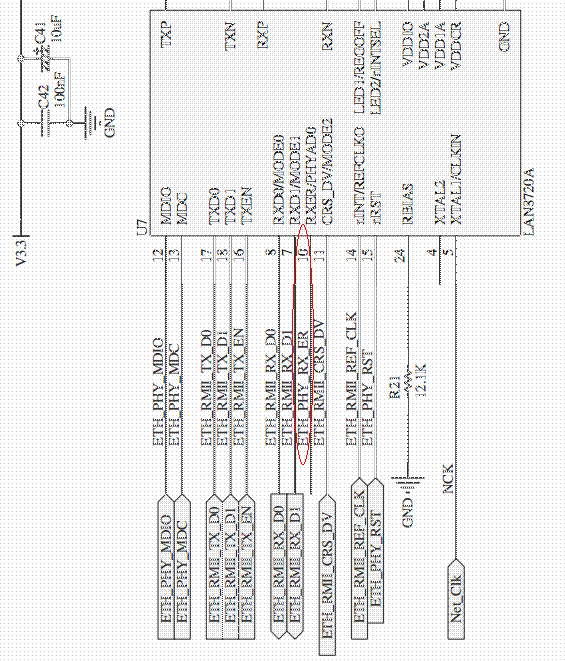 V3.3
C42
100nF
C41
10uF
GND
U7
ETH_PHY_MDIO ETH_PHY_MDIO 12 MDIO TXP
ETH_PHY_MDC ETH_PHY_MDC 13 MDC
ETH_RMII_TX_D0 ETH_RMII_TX_D0 17 TXD0
ETH_RMII_TX_D1 ETH_RMII_TX_D1 18 TXD1 TXN
ETH_RMII_TX_EN ETH_RMII_TX_EN 16 TXEN
RXP
ETH_RMII_RX_D0 ETH_RMII_RX_D0 8 RXD0/MODE0
ETH_RMII_RX_D1 ETH_RMII_RX_D1 7 RXD1/MODE1
ETH_PHY_RX_ER 10 RXER/PHYAD0
ETH_RMII_CRS_DV ETH_RMII_CRS_DV 11 CRS_DV/MODE2 RXN
ETH_RMII_REF_CLK ETH_RMII_REF_CLK 14 nINT/REFCLKO LED1/REGOFF
ETH_PHY_RST ETH_PHY_RST 15 nRST LED2/nINTSEL
R21
GND 12.1K 24 RBIAS VDDIO
VDD2A
4 XTAL2 VDD1A
Net_Clk NCK 5 XTAL1/CLKIN VDDCR
GND
LAN8720A